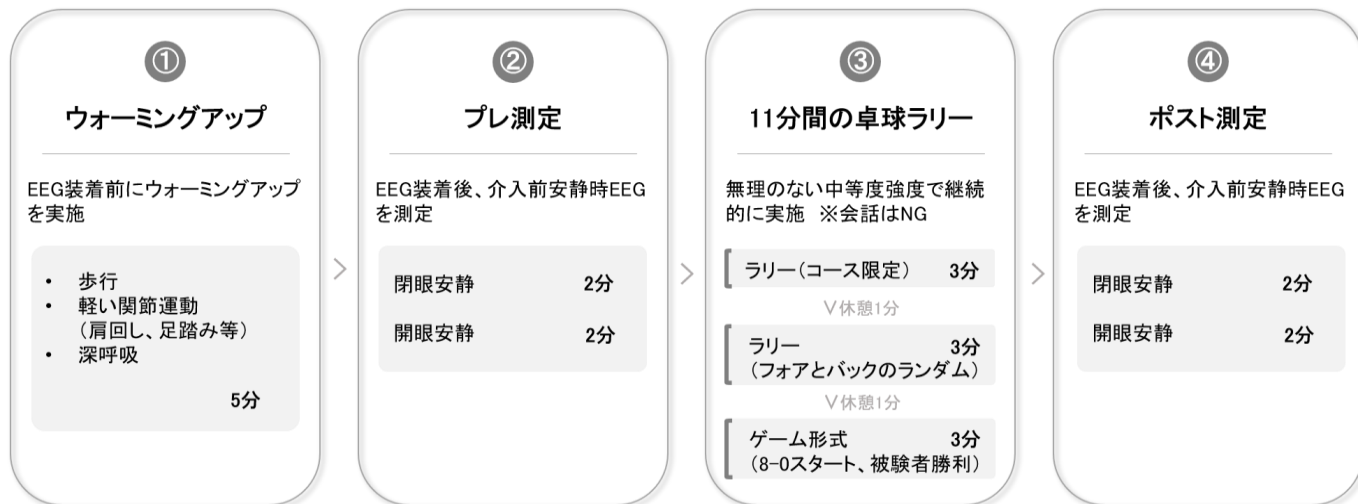 ①
ウォーミングアップ
EEG装着前にウォーミングアップ
を実施
• 歩行
• 軽い関節運動
（肩回し、足踏み等）
• 深呼吸
5分
>
②
プレ測定
EEG装着後、介入前安静時EEG
を測定
閉眼安静 2分
開眼安静 2分
>
③
11分間の卓球ラリー
無理のない中等度強度で継続
的に実施 ※会話はNG
ラリー（コース限定） 3分
∨休憩1分
ラリー 3分
（フォアとバックのランダム）
∨休憩1分
ゲーム形式 3分
（8-0スタート、被験者勝利）
>
④
ポスト測定
EEG装着後、介入前安静時EEG
を測定
閉眼安静 2分
開眼安静 2分